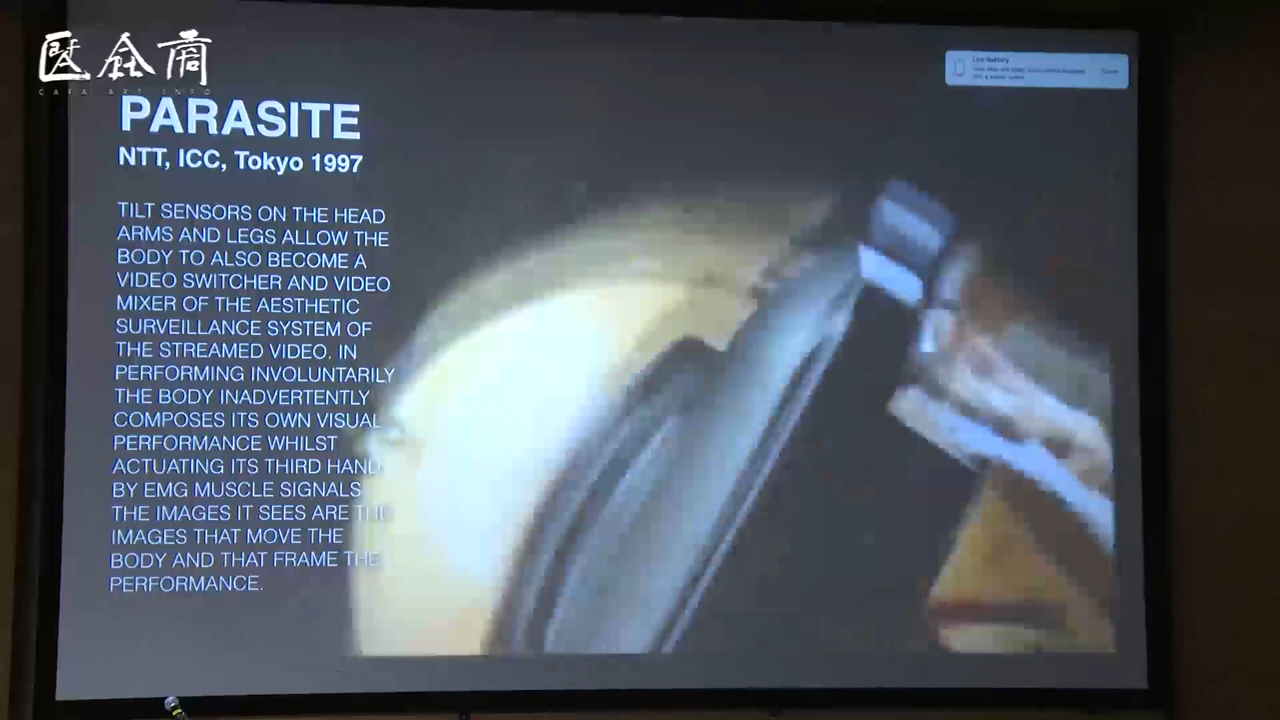 CAFA ART INFO
Low Battery
PARASITE
NTT, ICC, Tokyo 1997
TILT SENSORS ON THE HEAD
ARMS AND LEGS ALLOW THE
BODY TO ALSO BECOME A
VIDEO SWITCHER AND VIDEO
MIXER OF THE AESTHETIC
SURVEILLANCE SYSTEM OF
THE STREAMED VIDEO. IN
PERFORMING INVOLUNTARILY
THE BODY INADVERTENTLY
COMPOSES ITS OWN VISUAL
PERFORMANCE WHILST
ACTUATING ITS THIRD HAND
BY EMG MUSCLE SIGNALS
THE IMAGES IT SEES ARE THE
IMAGES THAT MOVE THE
BODY AND THAT FRAME THE
PERFORMANCE.